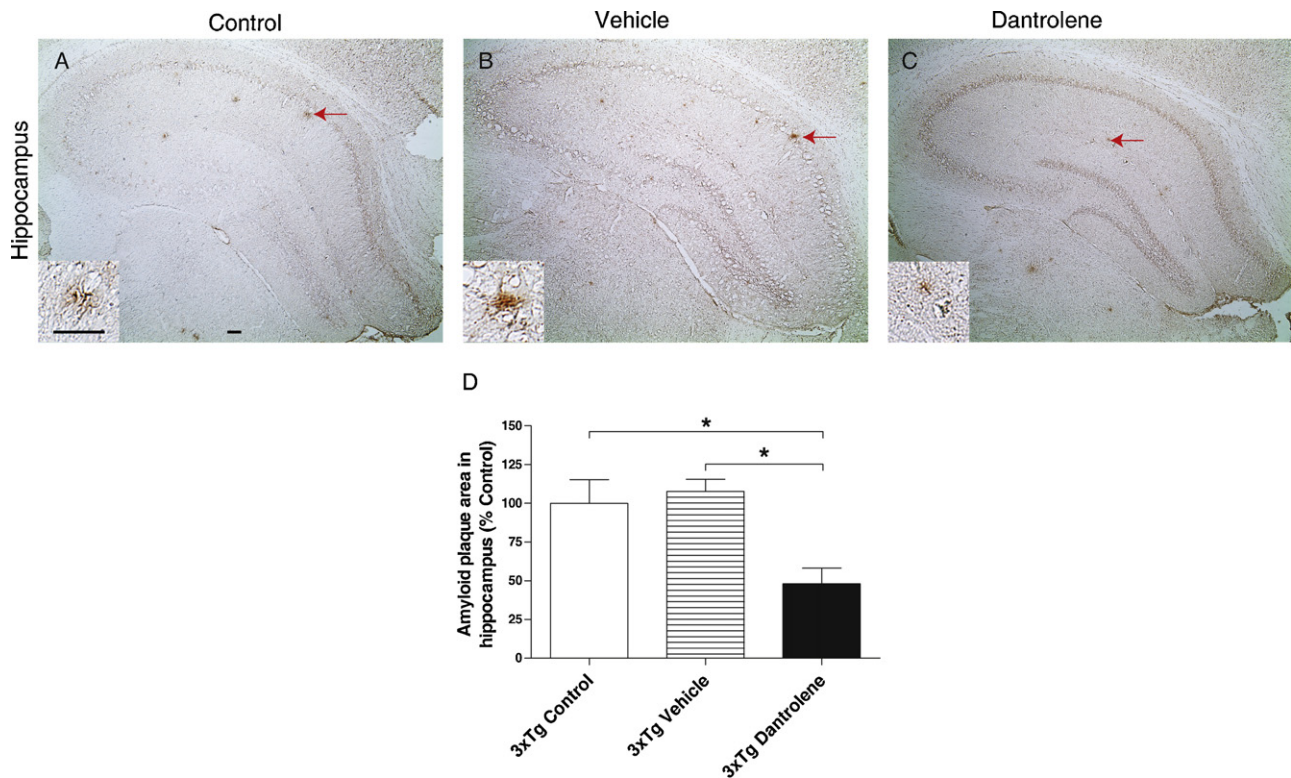 Control
Vehicle
Dantrolene
Hippocampus
A
B
C
D
Amyloid plaque area in
hippocampus (% Control)
150
125
100
75
50
25
0
*
*
3xTg Control
3xTg Vehicle
3xTg Dantrolene